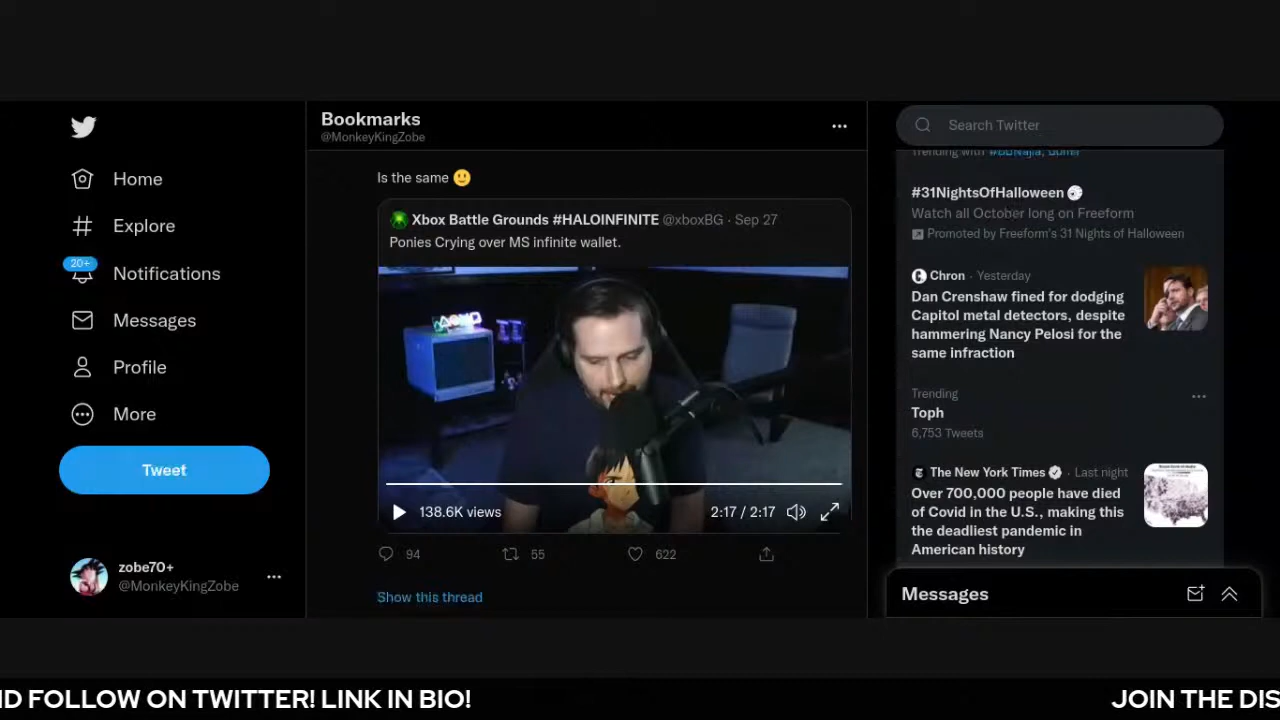 Home
Explore
20+
Notifications
Messages
Profile
More
Tweet
zobe70+
@MonkeyKingZobe
Bookmarks
@MonkeyKingZobe
Is the same 🙂
Xbox Battle Grounds #HALOINFINITE @xboxBG · Sep 27
Ponies Crying over MS infinite wallet.
138.6K views
2:17 / 2:17
94
55
622
Show this thread
Search Twitter
Trending with #BBNaija,
#31NightsOfHalloween
Watch all October long on Freeform
Promoted by Freeform's 31 Nights of Halloween
Chron · Yesterday
Dan Crenshaw fined for dodging
Capitol metal detectors, despite
hammering Nancy Pelosi for the
same infraction
Trending
Toph
6,753 Tweets
The New York Times · Last night
Over 700,000 people have died
of Covid in the U.S., making this
the deadliest pandemic in
American history
Messages
ND FOLLOW ON TWITTER! LINK IN BIO!
JOIN THE DIS